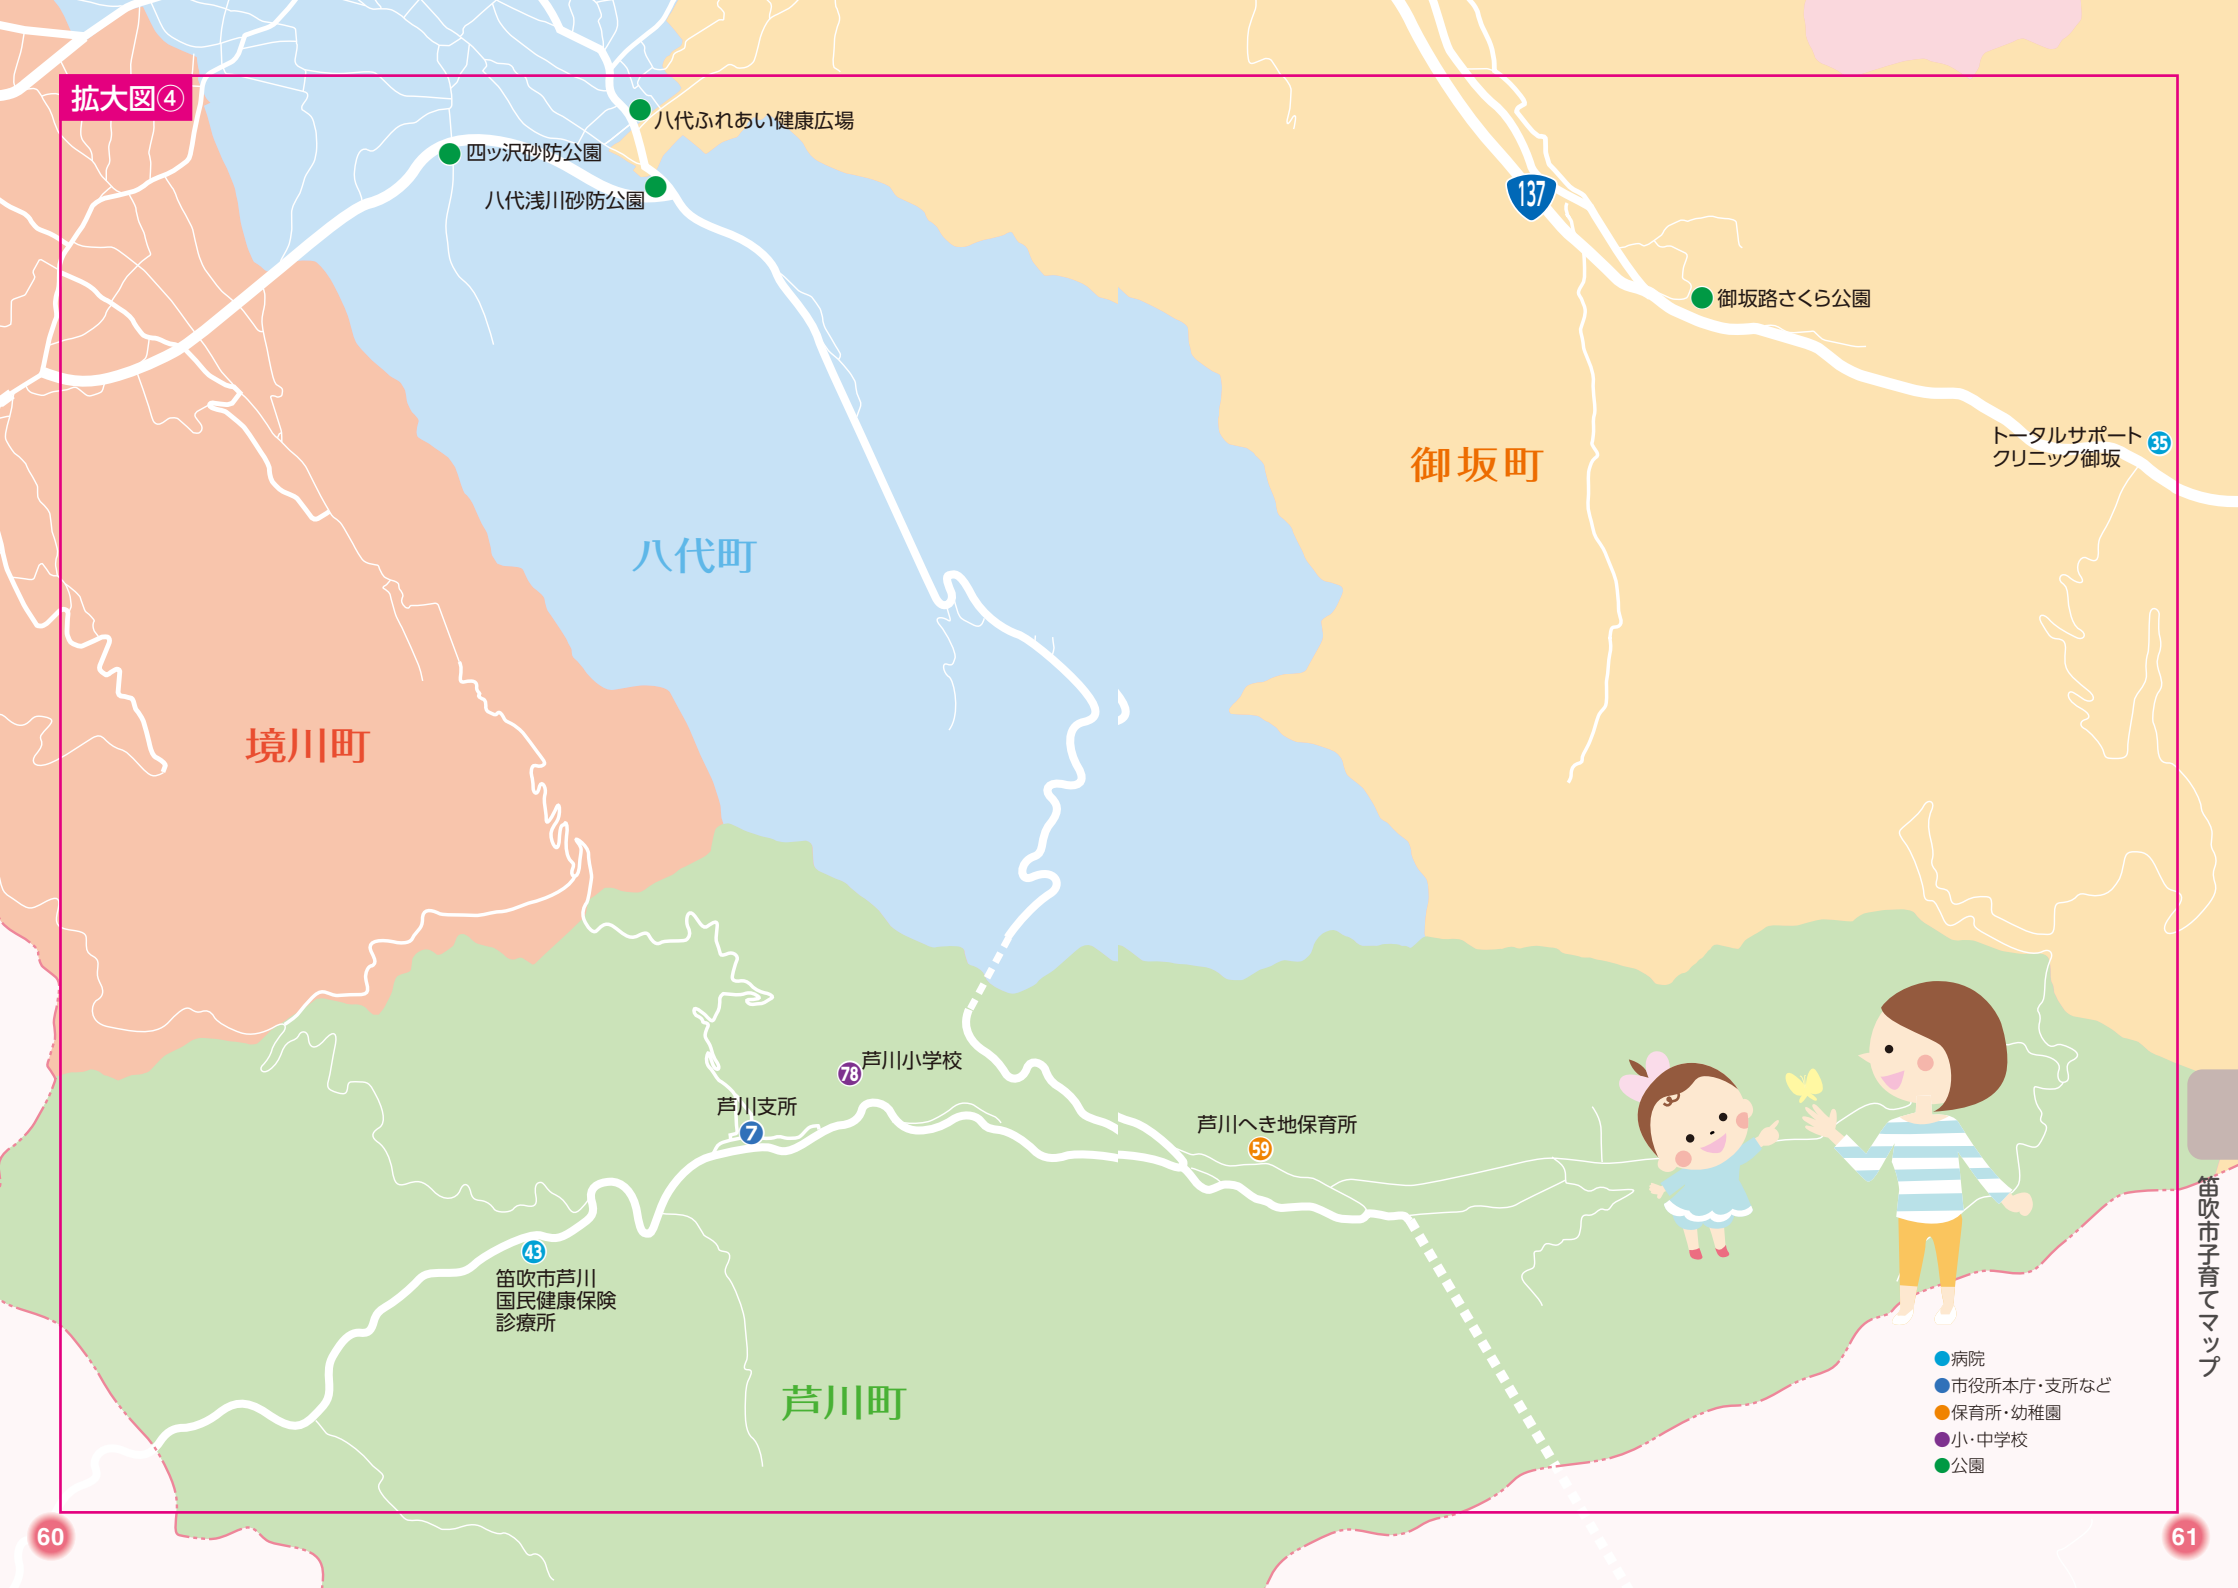 拡大図④
八代ふれあい健康広場
四ッ沢砂防公園
八代浅川砂防公園
137
御坂路さくら公園
トータルサポート
クリニック御坂
35
御坂町
八代町
境川町
芦川小学校
78
芦川支所
7
芦川へき地保育所
59
43
笛吹市芦川
国民健康保険
診療所
芦川町
笛吹市子育てマップ
●病院
●市役所本庁・支所など
●保育所・幼稚園
●小・中学校
●公園
60
61